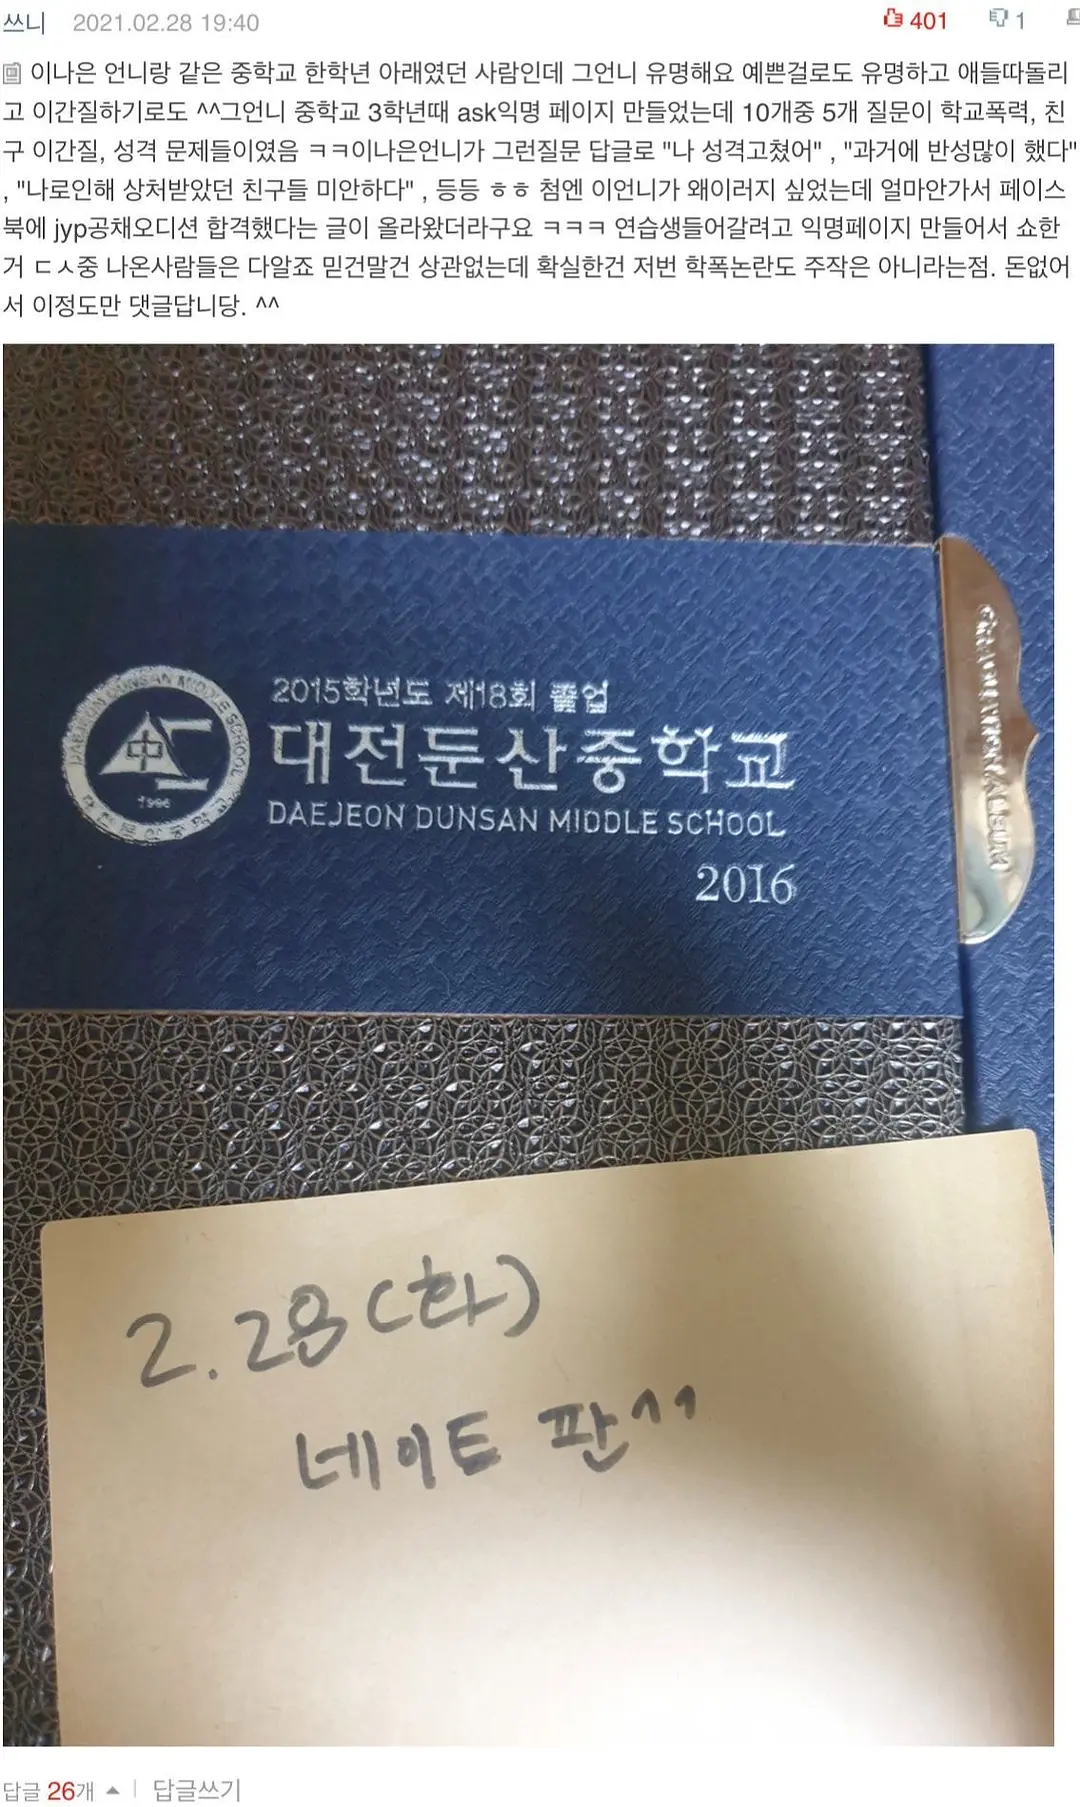 쓰니 2021.02.28 19:40 401 1
이나은 언니랑 같은 중학교 한학년 아래였던 사람인데 그언니 유명해요 예쁜걸로도 유명하고 애들따돌리
고 이간질하기로도 ^^그언니 중학교 3학년때 ask익명 페이지 만들었는데 10개중 5개 질문이 학교폭력, 친
구 이간질, 성격 문제들이였음 ㅋㅋ이나은언니가 그런질문 답글로 "나 성격고쳤어" , "과거에 반성많이 했다"
, "나로인해 상처받았던 친구들 미안하다" , 등등 ㅎㅎ 첨엔 이언니가 왜이러지 싶었는데 얼마안가서 페이스
북에 jyp공채오디션 합격했다는 글이 올라왔더라구요 ㅋㅋㅋ 연습생들어갈려고 익명페이지 만들어서 쇼한
거 ㄷㅅ중 나온사람들은 다알죠 믿건말건 상관없는데 확실한건 저번 학폭논란도 주작은 아니라는점. 돈없어
서 이정도만 댓글답니당. ^^
DAEJEON DUNSAN MIDDLE SCHOOL
中
1996
대전둔산중학교
2015학년도 제18회 졸업
대전둔산중학교
DAEJEON DUNSAN MIDDLE SCHOOL
2016
GRADUATION ALBUM
2.28(화)
네이트 판^^
답글 26개 답글쓰기